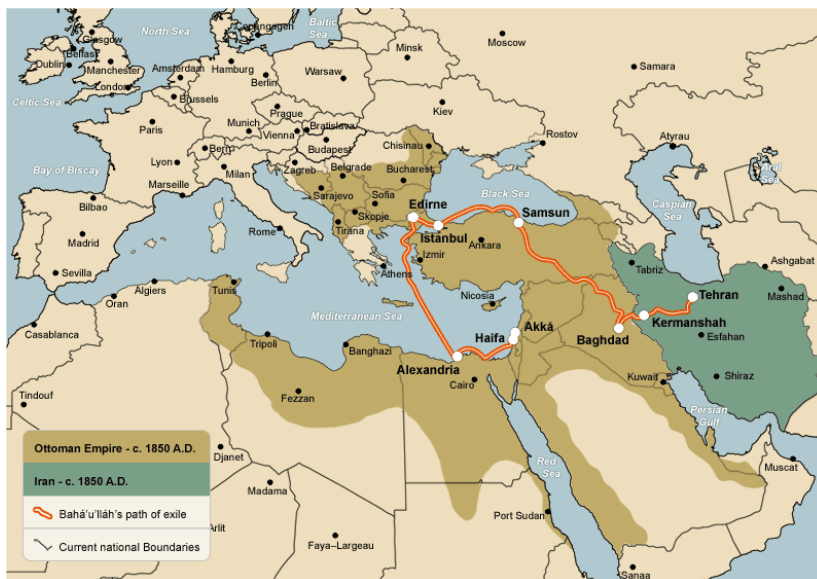 North Sea
Copenhagen
Baltic
Sea
Glasgow
Belfast
Dublin
Manchester
London
Celtic Sea
Amsterdam
Hamburg
Berlin
Brussels
Warsaw
Minsk
Moscow
Samara
Prague
Kiev
Paris
Munich
Vienna
Bratislava
Budapest
Bern
Chisinau
Rostov
Atyrau
Aral
Sea
Bay of Biscay
Lyon
Milan
Zagreb
Belgrade
Bucharest
Marseille
Sarajevo
Sofia
Black Sea
Caspian
Sea
Bilbao
Skopje
Edirne
Samsun
Madrid
Rome
Tirana
Istanbul
Ankara
Izmir
Tabriz
Ashgabat
Sevilla
Athens
Tehran
Mashad
Algiers
Oran
Tunis
Nicosia
Mediterranean Sea
Akká
Haifa
Kermanshah
Baghdad
Esfahan
Casablanca
Tripoli
Banghazi
Alexandria
Cairo
Kuwait
Shiraz
Tindouf
Fezzan
Persian
Gulf
Ottoman Empire - c. 1850 A.D.
Iran - c. 1850 A.D.
Bahá'u'lláh's path of exile
Current national Boundaries
Djanet
Madama
Arlit
Faya-Largeau
Red
Sea
Port Sudan
Muscat
Sanaa